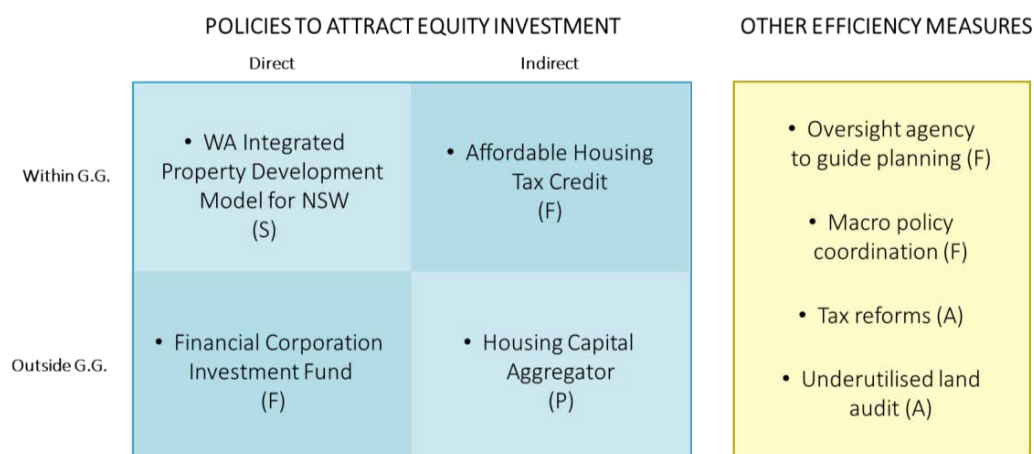 POLICIES TO ATTRACT EQUITY INVESTMENT
OTHER EFFICIENCY MEASURES
Direct
Indirect
Within G.G.
• WA Integrated
Property Development
Model for NSW
(S)
• Affordable Housing
Tax Credit
(F)
Outside G.G.
• Financial Corporation
Investment Fund
(F)
• Housing Capital
Aggregator
(P)
• Oversight agency
to guide planning (F)
• Macro policy
coordination (F)
• Tax reforms (A)
• Underutilised land
audit (A)